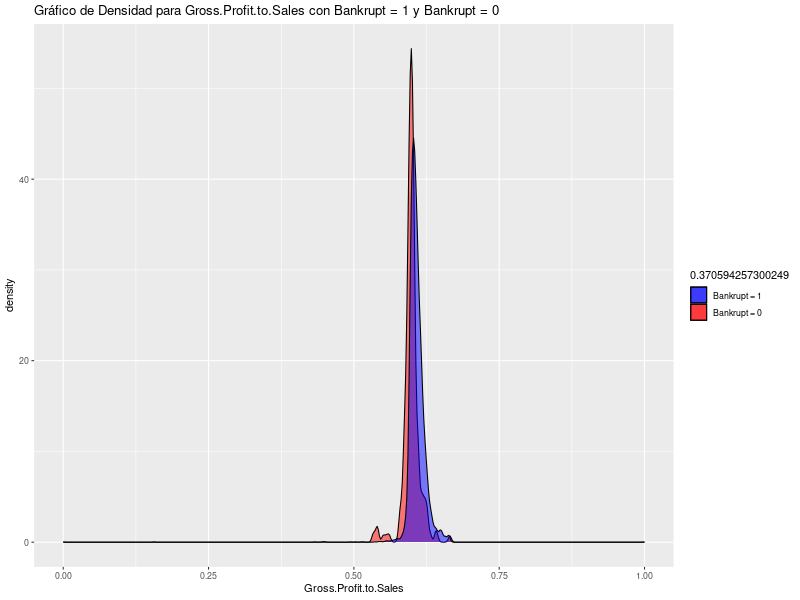 Gráfico de Densidad para Gross.Profit.to.Sales con Bankrupt = 1 y Bankrupt = 0
40
20
0
density
0.00
0.25
0.50
0.75
1.00
Gross.Profit.to.Sales
0.370594257300249
Bankrupt = 1
Bankrupt = 0